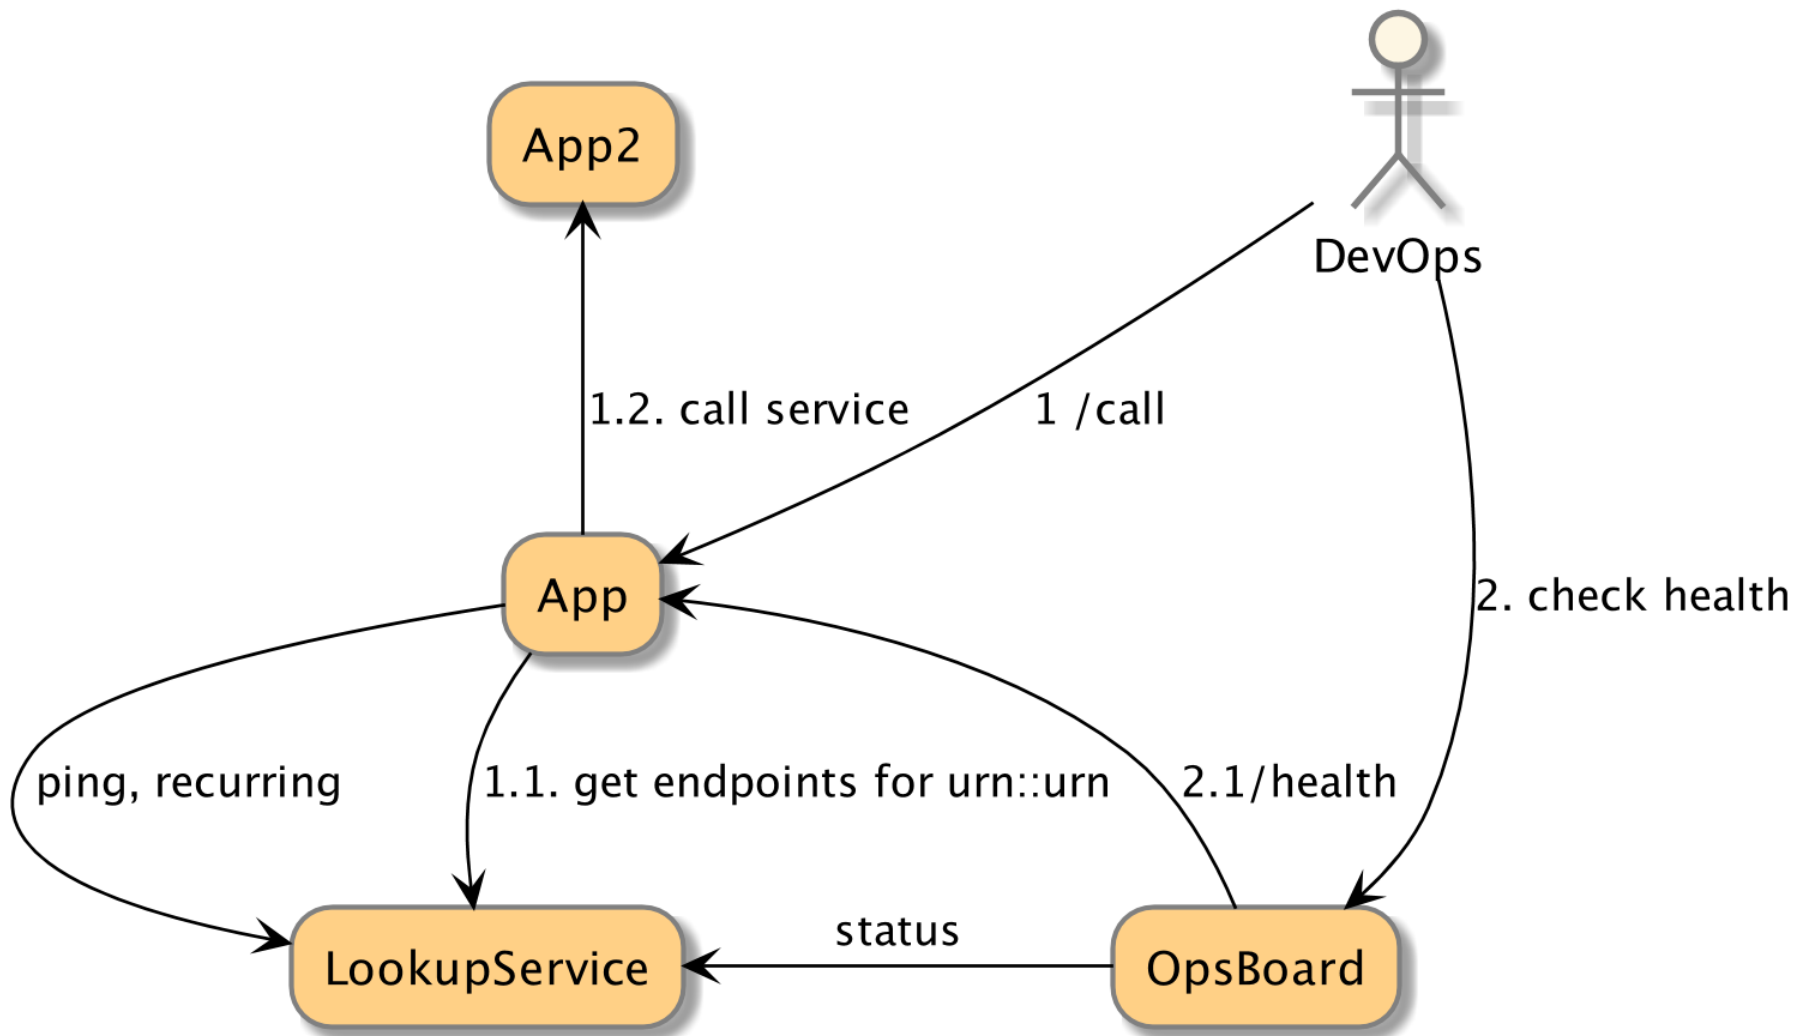 App2
DevOps
1.2. call service
1 /call
App
2. check health
ping, recurring
1.1. get endpoints for urn::urn
2.1/health
status
LookupService
OpsBoard